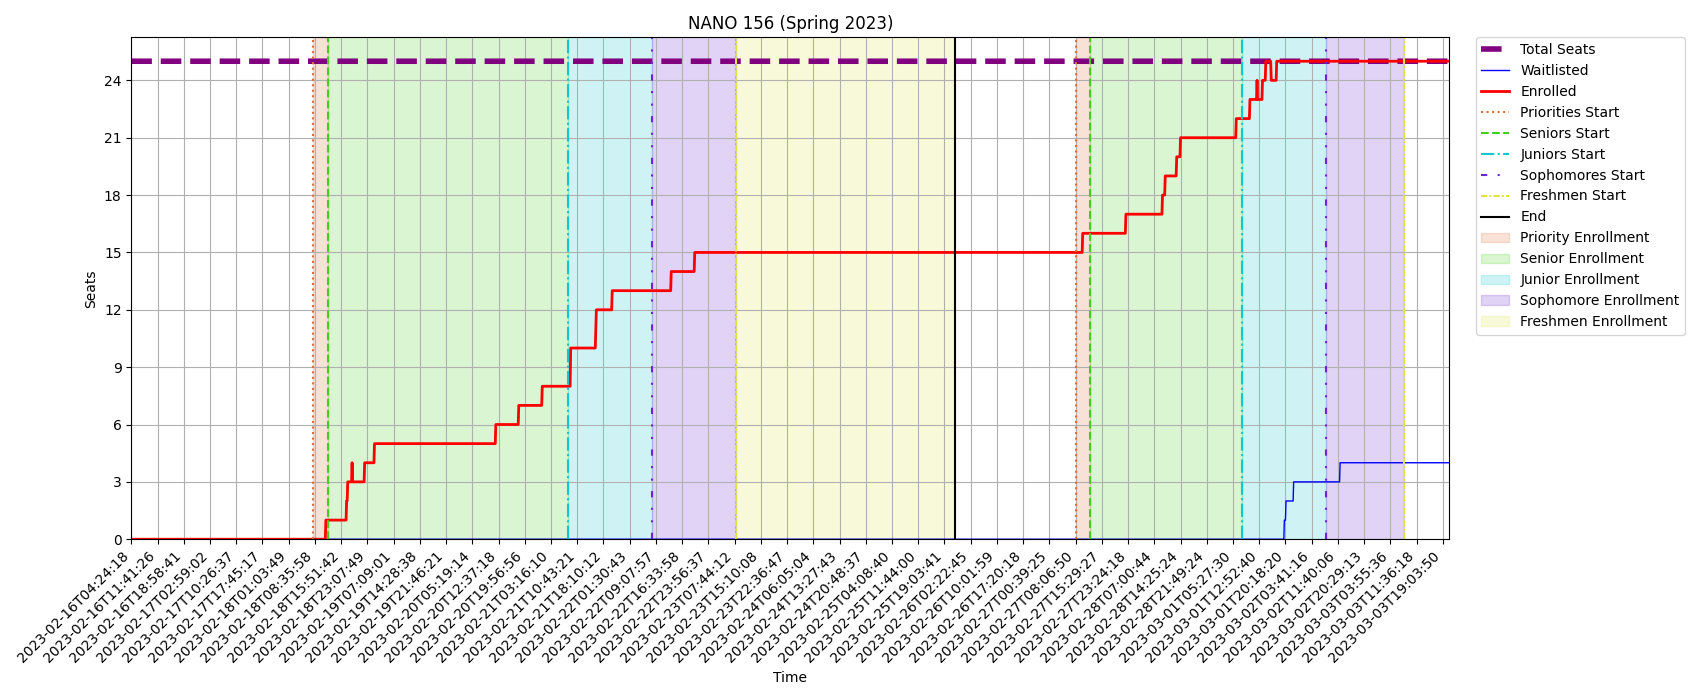 NANO 156 (Spring 2023)
Seats
24
21
18
15
12
9
6
3
0
2023-02-16T04:24:18
2023-02-16T11:41:26
2023-02-16T18:58:41
2023-02-17T02:59:02
2023-02-17T10:26:37
2023-02-17T17:45:17
2023-02-18T01:03:49
2023-02-18T08:35:58
2023-02-18T15:51:42
2023-02-18T23:07:49
2023-02-19T07:09:01
2023-02-19T14:28:38
2023-02-19T21:46:21
2023-02-20T05:19:14
2023-02-20T12:37:18
2023-02-20T19:56:56
2023-02-21T03:16:10
2023-02-21T10:43:21
2023-02-21T18:10:12
2023-02-22T01:30:43
2023-02-22T09:07:57
2023-02-22T16:33:58
2023-02-22T23:56:37
2023-02-23T07:44:12
2023-02-23T15:10:08
2023-02-23T22:36:47
2023-02-24T06:05:04
2023-02-24T13:27:43
2023-02-24T20:48:37
2023-02-25T04:08:40
2023-02-25T11:44:00
2023-02-25T19:03:41
2023-02-26T02:22:45
2023-02-26T10:01:59
2023-02-26T17:20:18
2023-02-27T00:39:25
2023-02-27T08:06:50
2023-02-27T15:29:27
2023-02-27T23:24:18
2023-02-28T07:00:44
2023-02-28T14:25:24
2023-02-28T21:49:24
2023-03-01T05:27:30
2023-03-01T12:52:40
2023-03-01T20:18:20
2023-03-02T03:41:16
2023-03-02T11:40:06
2023-03-02T20:29:13
2023-03-03T03:55:36
2023-03-03T11:36:18
2023-03-03T19:03:50
Time
Total Seats
Waitlisted
Enrolled
Priorities Start
Seniors Start
Juniors Start
Sophomores Start
Freshmen Start
End
Priority Enrollment
Senior Enrollment
Junior Enrollment
Sophomore Enrollment
Freshmen Enrollment